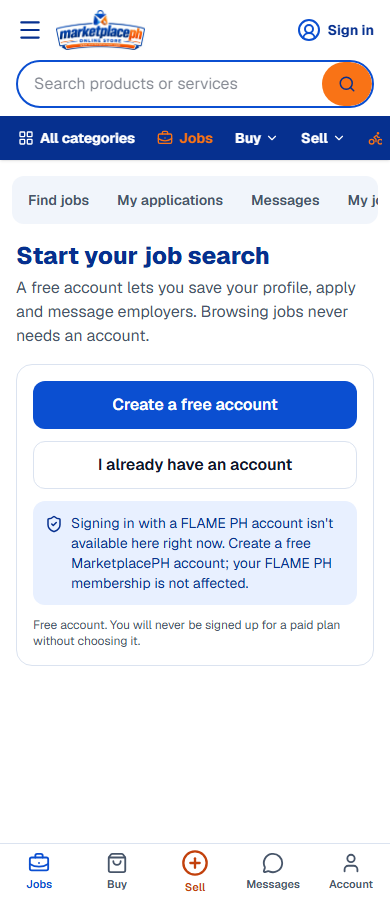 marketplaceph
ONLINE STORE
Sign in
Search products or services
All categories
Jobs
Buy
Sell
Find jobs
My applications
Messages
My
Start your job search
A free account lets you save your profile, apply
and message employers. Browsing jobs never
needs an account.
Create a free account
I already have an account
Signing in with a FLAME PH account isn't
available here right now. Create a free
MarketplacePH account; your FLAME PH
membership is not affected.
Free account. You will never be signed up for a paid plan
without choosing it.
Jobs
Buy
Sell
Messages
Account